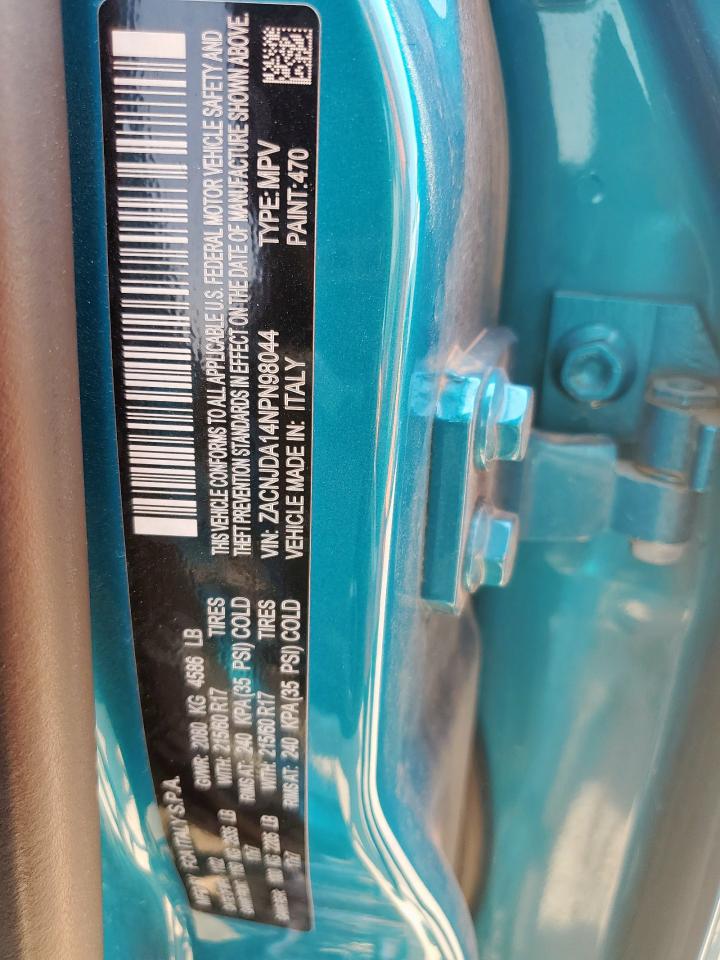 FCA ITALY S.P.A.
GVWR: 2080 KG 4586 LB
WITH: 215/60 R17 TIRES
RIMS AT: 240 KPA(35 PSI) COLD
WITH: 215/60 R17 TIRES
RIMS AT: 240 KPA(35 PSI) COLD
THIS VEHICLE CONFORMS TO ALL APPLICABLE U.S. FEDERAL MOTOR VEHICLE SAFETY AND
THEFT PREVENTION STANDARDS IN EFFECT ON THE DATE OF MANUFACTURE SHOWN ABOVE.
VIN: ZACNJDA14NPN98044 TYPE: MPV
VEHICLE MADE IN: ITALY PAINT: 470